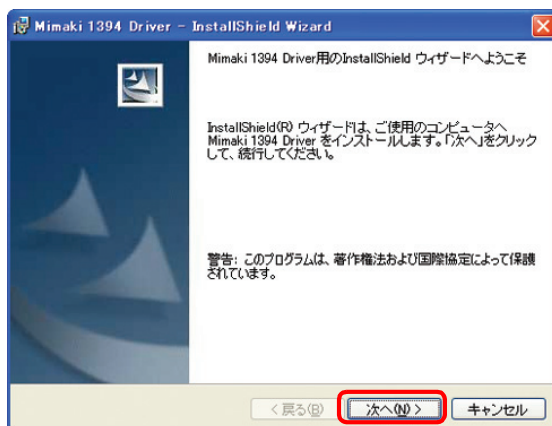 Mimaki 1394 Driver - InstallShield Wizard
Mimaki 1394 Driver用のInstallShield ウィザードへようこそ
InstallShield(R) ウィザードは、ご使用のコンピュータへ
Mimaki 1394 Driver をインストールします。「次へ」をクリック
して、続行してください。
警告: このプログラムは、著作権法および国際協定によって保護
されています。
< 戻る(B)
次へ(N) >
キャンセル